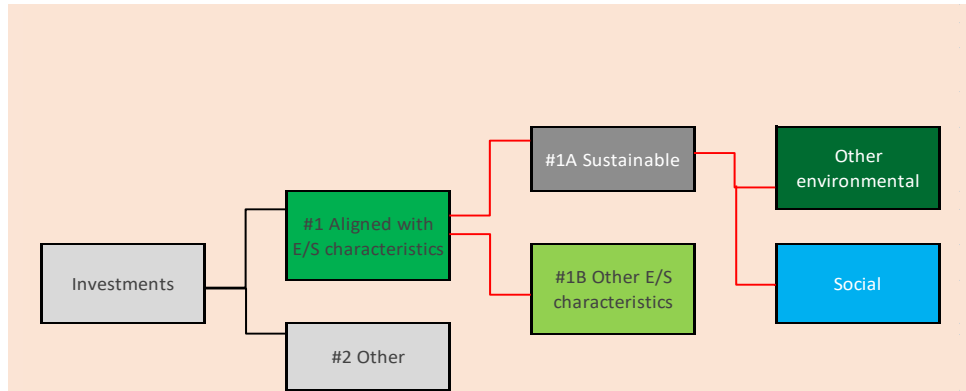 Investments
#1 Aligned with
E/S characteristics
#2 Other
#1A Sustainable
#1B Other E/S
characteristics
Other
environmental
Social